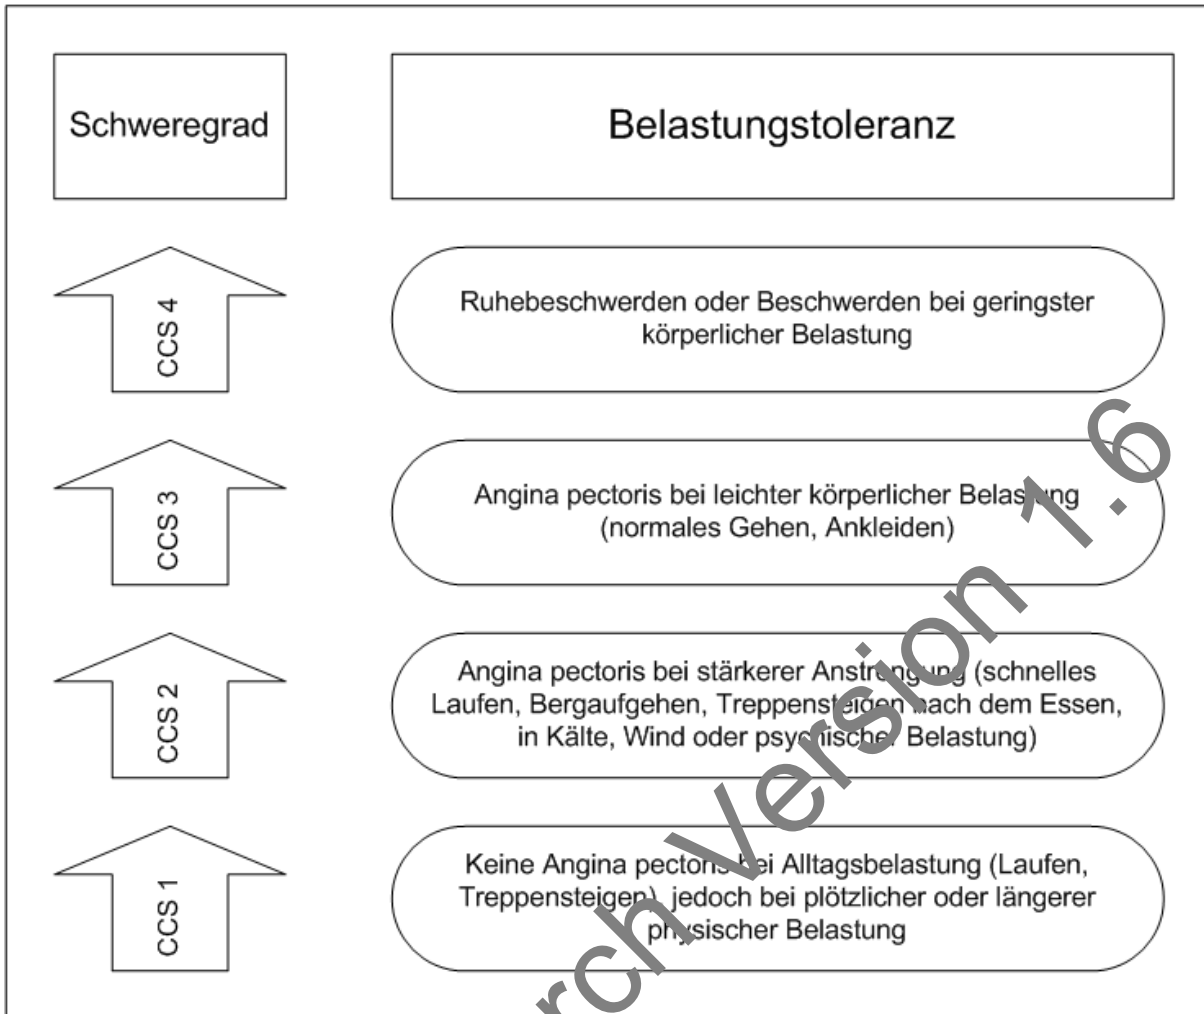 Schweregrad
Belastungstoleranz
CCS 4
Ruhebeschwerden oder Beschwerden bei geringster
körperlicher Belastung
CCS 3
Angina pectoris bei leichter körperlicher Belastung
(normales Gehen, Ankleiden)
CCS 2
Angina pectoris bei stärkerer Anstrengung (schnelles
Laufen, Bergaufgehen, Treppensteigen nach dem Essen,
in Kälte, Wind oder psychischer Belastung)
CCS 1
Keine Angina pectoris bei Alltagsbelastung (Laufen,
Treppensteigen), jedoch bei plötzlicher oder längerer
physischer Belastung
rch Version 1.6